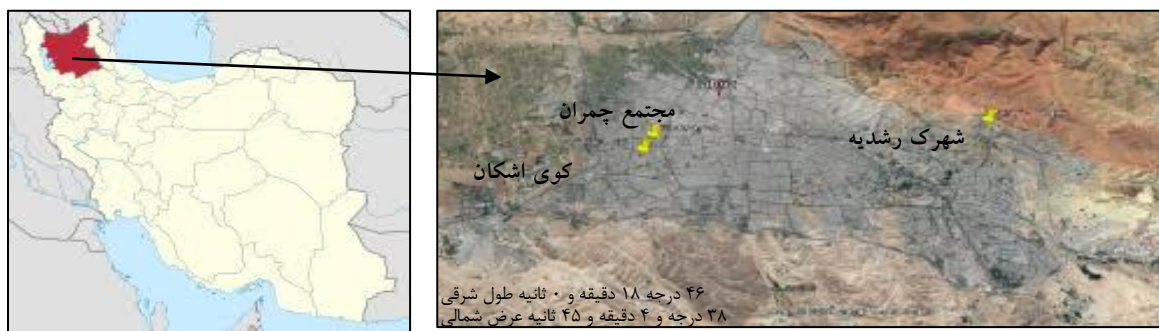 مجتمع چمران
شهرک رشدیه
کوی اشکان
۴۶ درجه ۱۸ دقیقه و ۰ ثانیه طول شرقی
۳۸ درجه و ۴ دقیقه و ۴۵ ثانیه عرض شمالی